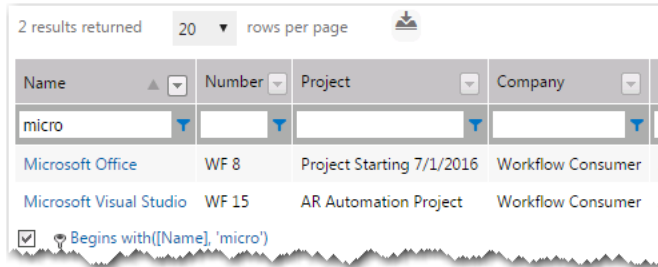 2 results returned 20 rows per page
Name Number Project Company
micro
Microsoft Office WF 8 Project Starting 7/1/2016 Workflow Consumer
Microsoft Visual Studio WF 15 AR Automation Project Workflow Consumer
Begins with([Name], 'micro')